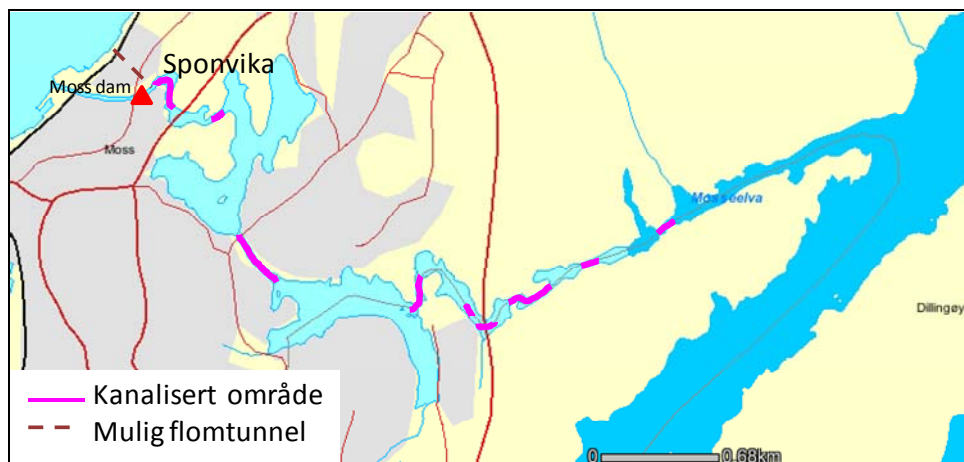 Sponvika
Moss dam
Moss
Mosseelva
Dillingøy
Kanalisert område
Mulig flomtunnel
0 0.68km